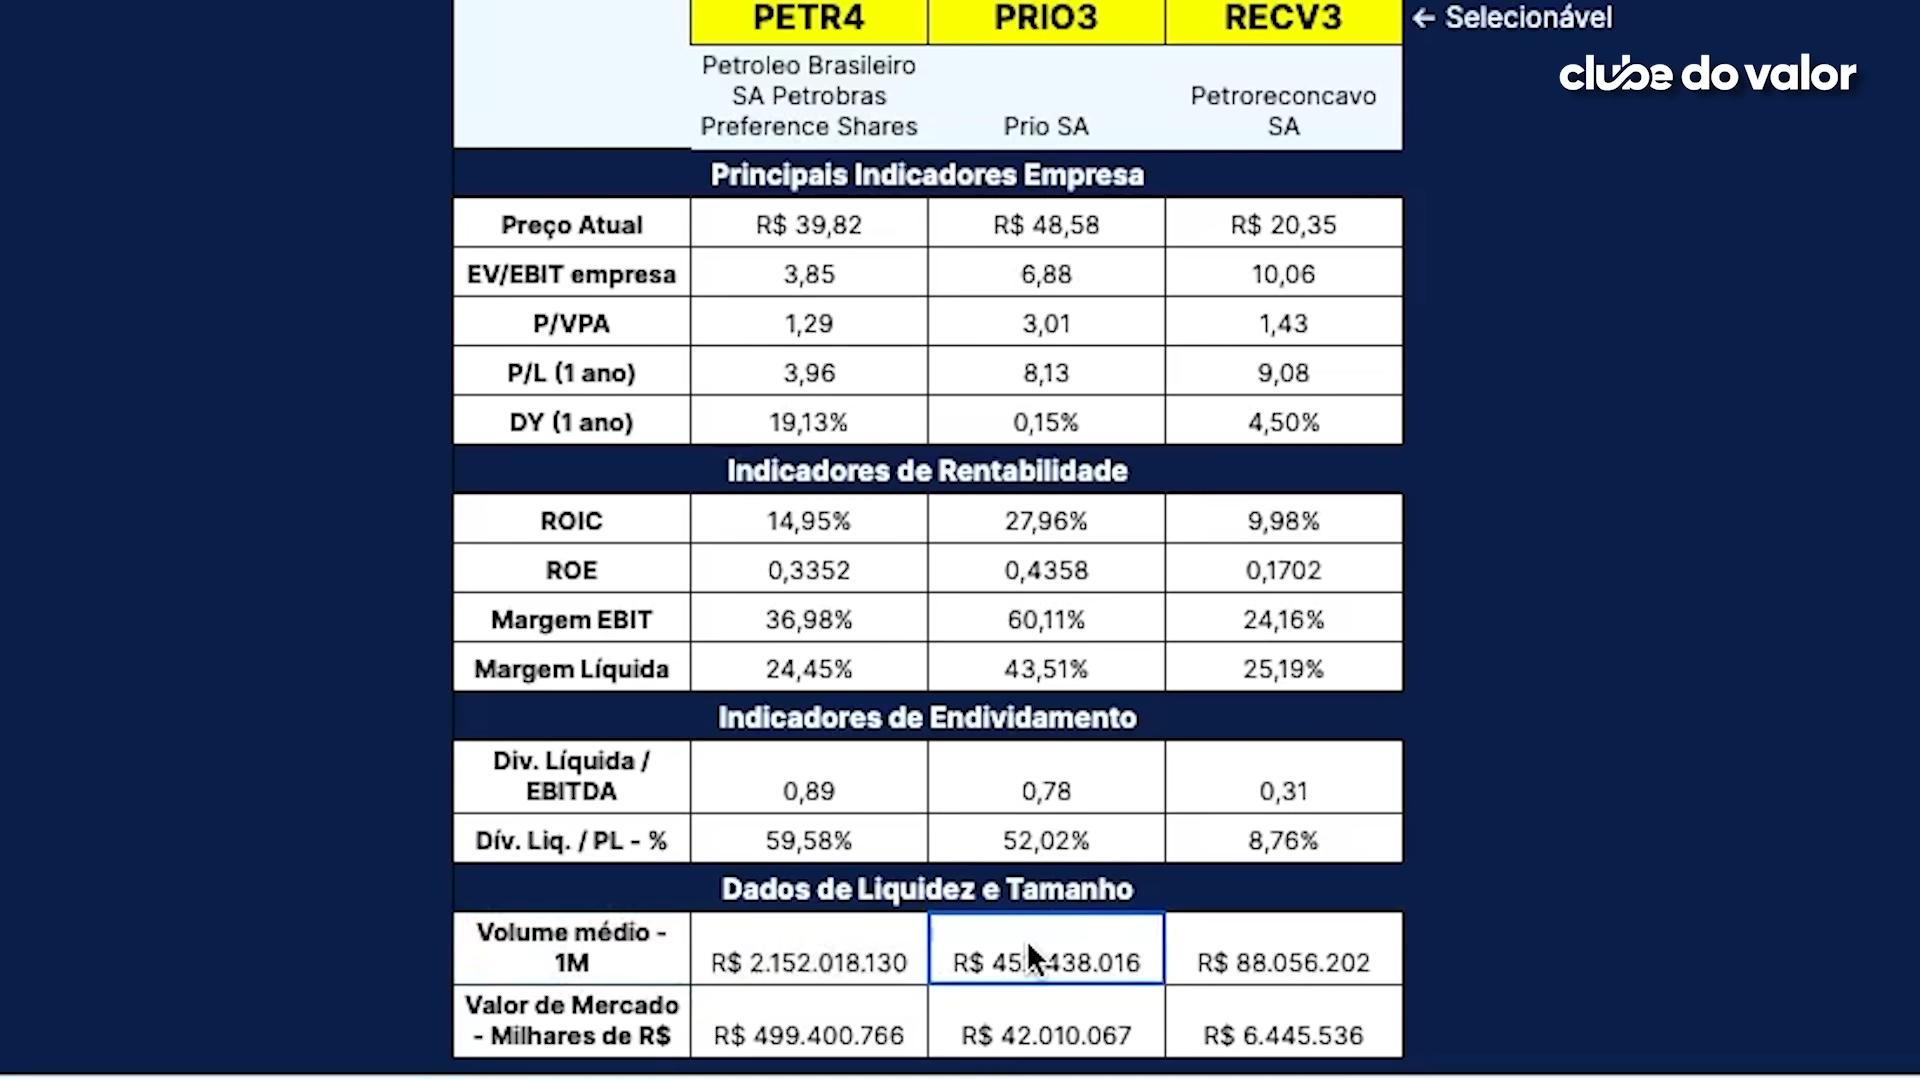 PETR4 PRIO3 RECV3 ← Selecionável
clube do valor
Petroleo Brasileiro
SA Petrobras
Preference Shares
Prio SA
Petroreconcavo
SA
Principais Indicadores Empresa
Preço Atual R$ 39,82 R$ 48,58 R$ 20,35
EV/EBIT empresa 3,85 6,88 10,06
P/VPA 1,29 3,01 1,43
P/L (1 ano) 3,96 8,13 9,08
DY (1 ano) 19,13% 0,15% 4,50%
Indicadores de Rentabilidade
ROIC 14,95% 27,96% 9,98%
ROE 0,3352 0,4358 0,1702
Margem EBIT 36,98% 60,11% 24,16%
Margem Líquida 24,45% 43,51% 25,19%
Indicadores de Endividamento
Div. Líquida /
EBITDA 0,89 0,78 0,31
Dív. Liq. / PL - % 59,58% 52,02% 8,76%
Dados de Liquidez e Tamanho
Volume médio -
1M R$ 2.152.018.130 R$ R$ 88.056.202
Valor de Mercado
- Milhares de R$ R$ 499.400.766 R$ 42.010.067 R$ 6.445.536